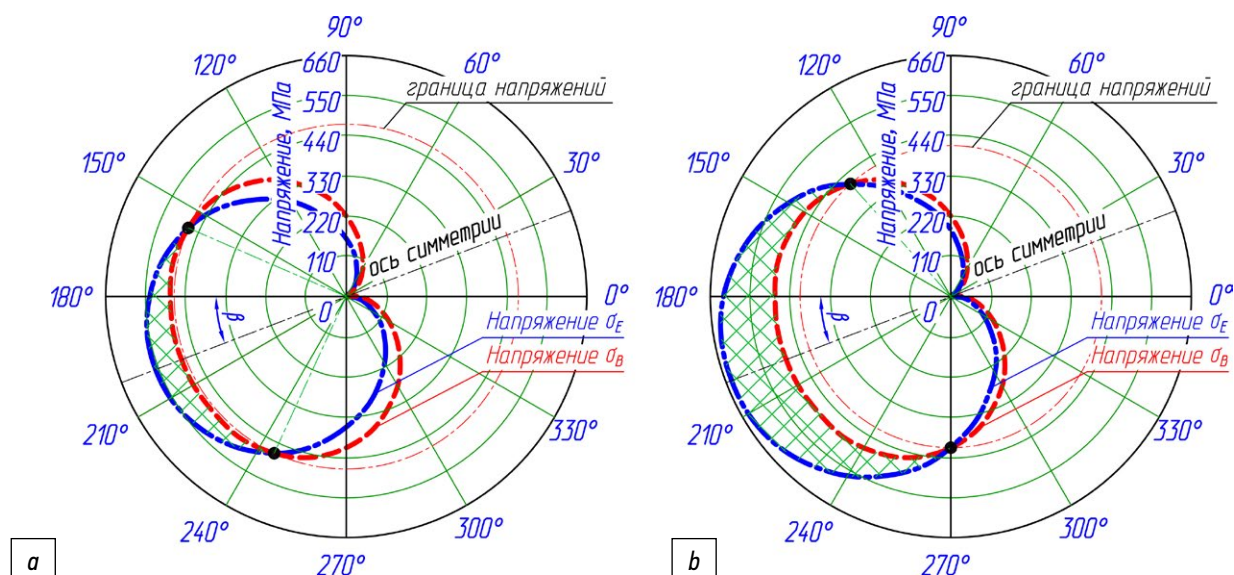 90°
120°
60°
150°
30°
180°
0°
210°
330°
240°
300°
270°
660
550
440
330
220
110
0
Напряжение, МПа
граница напряжений
ось симметрии
β
Напряжение σE
Напряжение σB
a
90°
120°
60°
150°
30°
180°
0°
210°
330°
240°
300°
270°
660
550
440
330
220
110
0
Напряжение, МПа
граница напряжений
ось симметрии
β
Напряжение σE
Напряжение σB
b